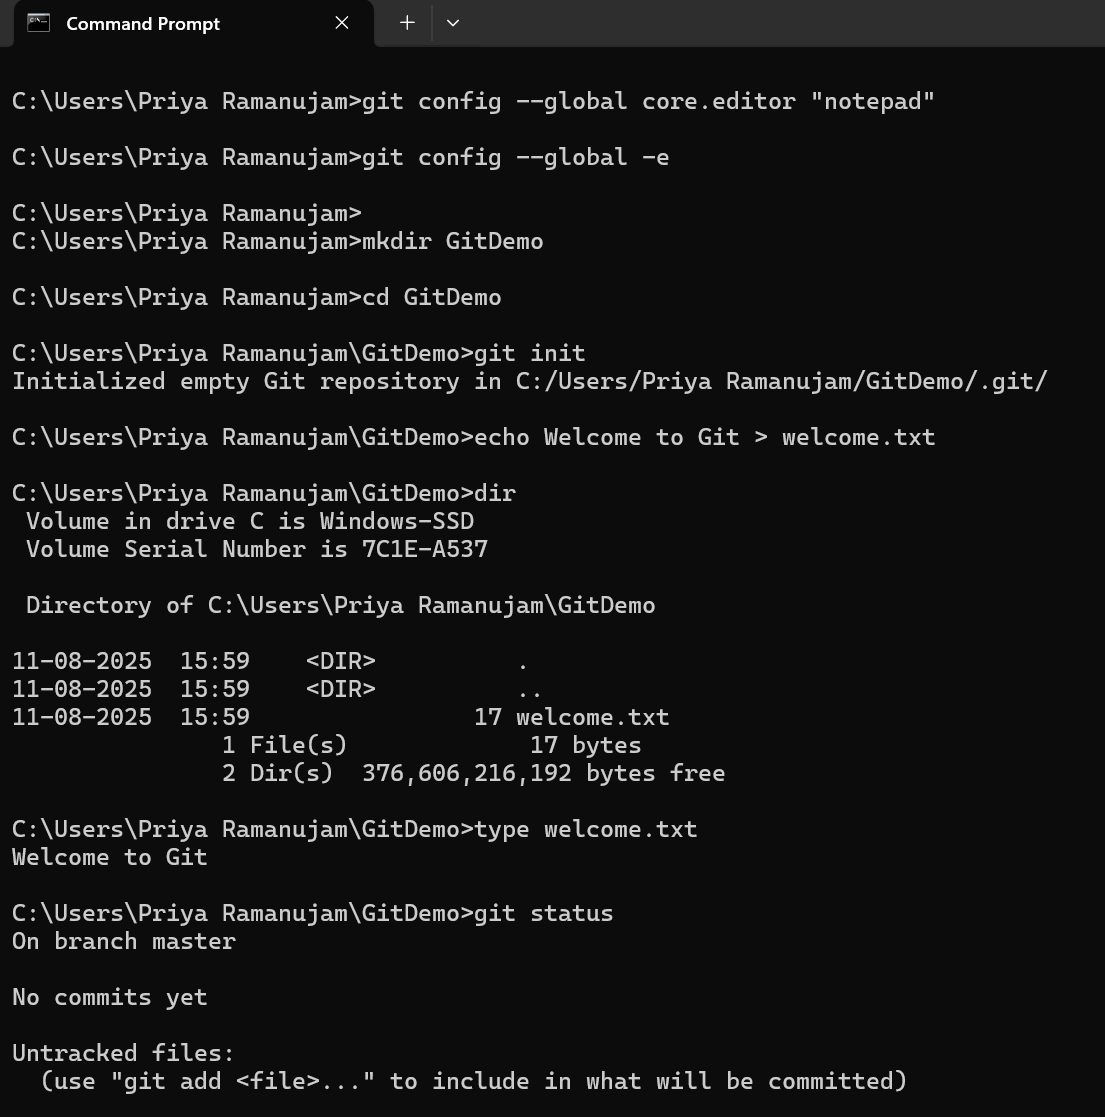 Command Prompt
C:\Users\Priya Ramanujam>git config --global core.editor "notepad"
C:\Users\Priya Ramanujam>git config --global -e
C:\Users\Priya Ramanujam>
C:\Users\Priya Ramanujam>mkdir GitDemo
C:\Users\Priya Ramanujam>cd GitDemo
C:\Users\Priya Ramanujam\GitDemo>git init
Initialized empty Git repository in C:/Users/Priya Ramanujam/GitDemo/.git/
C:\Users\Priya Ramanujam\GitDemo>echo Welcome to Git > welcome.txt
C:\Users\Priya Ramanujam\GitDemo>dir
 Volume in drive C is Windows-SSD
 Volume Serial Number is 7C1E-A537
 Directory of C:\Users\Priya Ramanujam\GitDemo
11-08-2025  15:59    <DIR>          .
11-08-2025  15:59    <DIR>          ..
11-08-2025  15:59                17 welcome.txt
               1 File(s)             17 bytes
               2 Dir(s)  376,606,216,192 bytes free
C:\Users\Priya Ramanujam\GitDemo>type welcome.txt
Welcome to Git
C:\Users\Priya Ramanujam\GitDemo>git status
On branch master
No commits yet
Untracked files:
  (use "git add <file>..." to include in what will be committed)